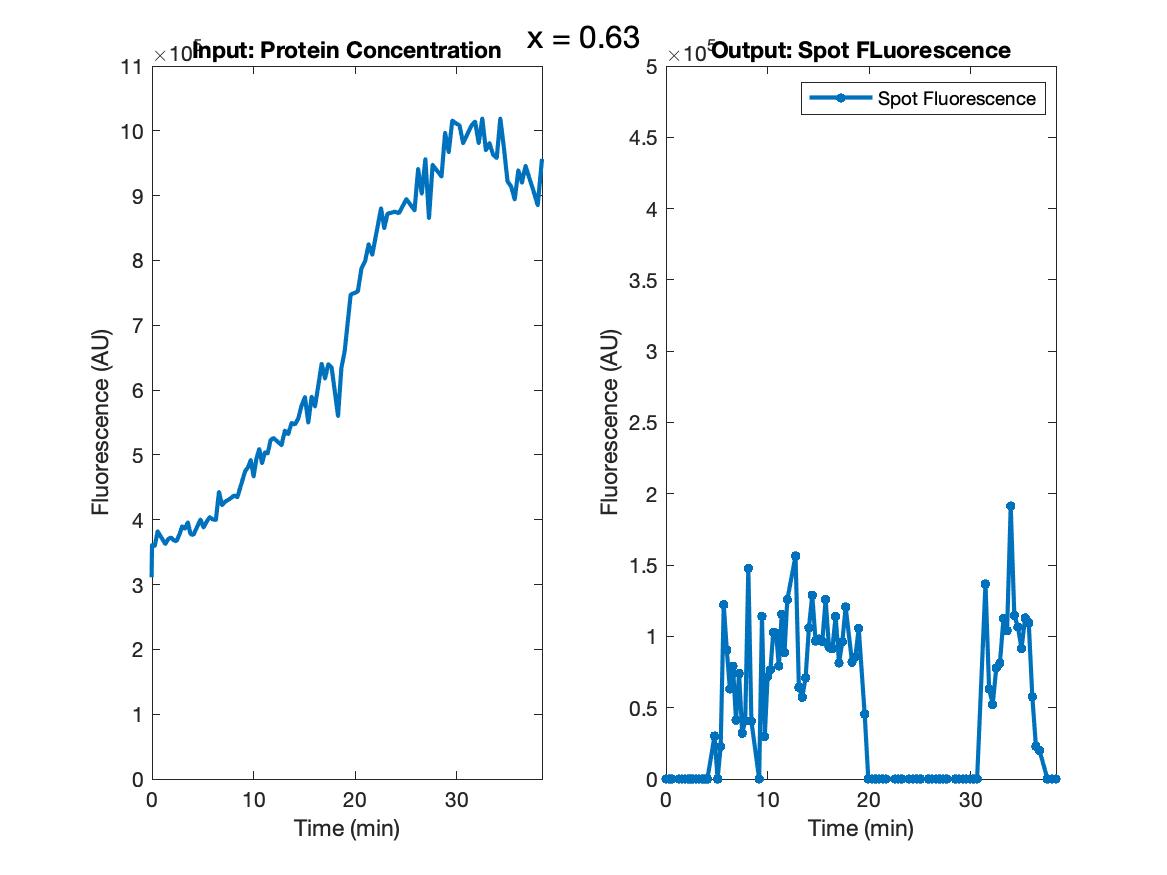 x = 0.63
×10⁵
Input: Protein Concentration
11
10
9
8
7
6
5
4
3
2
1
0
Fluorescence (AU)
0 10 20 30
Time (min)
×10⁵
Output: Spot FLuorescence
Spot Fluorescence
5
4.5
4
3.5
3
2.5
2
1.5
1
0.5
0
Fluorescence (AU)
0 10 20 30
Time (min)